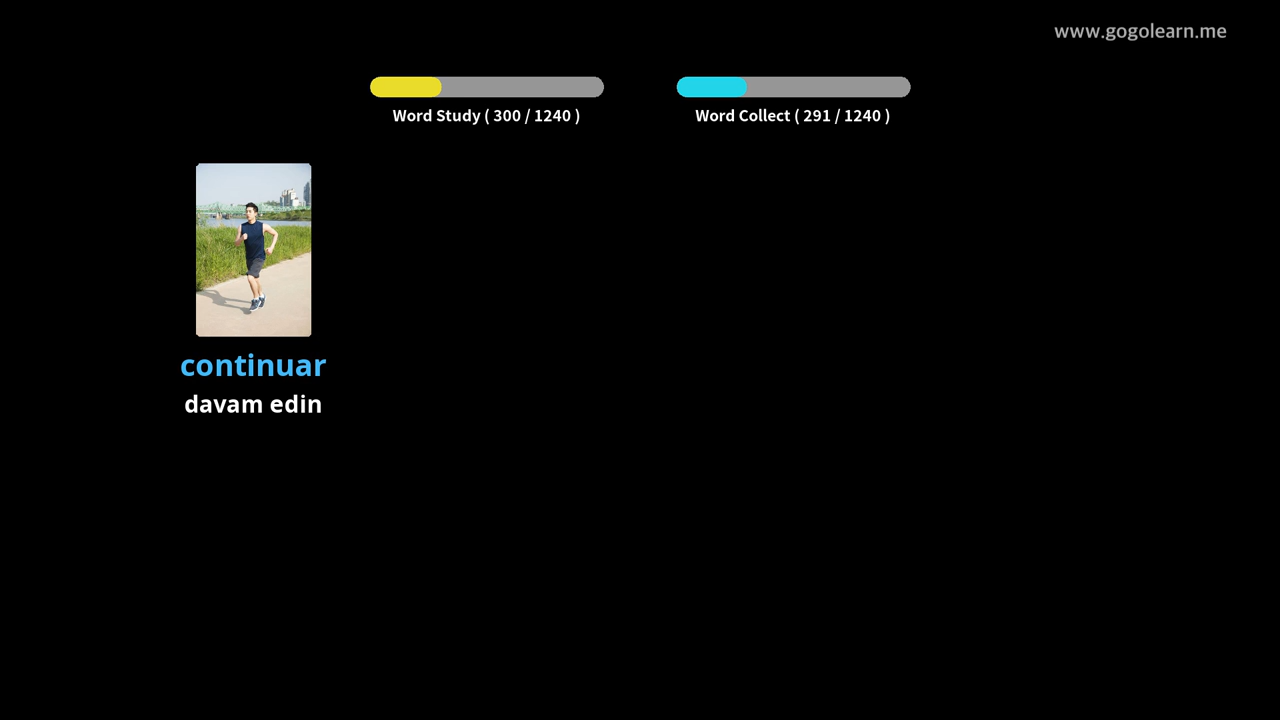 www.gogolearn.me
Word Study ( 300 / 1240 )
Word Collect ( 291 / 1240 )
continuar
davam edin